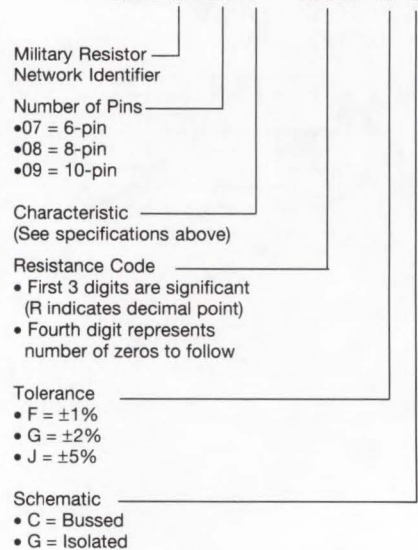 Military Resistor
Network Identifier
Number of Pins
•07 = 6-pin
•08 = 8-pin
•09 = 10-pin
Characteristic
(See specifications above)
Resistance Code
• First 3 digits are significant
(R indicates decimal point)
• Fourth digit represents
number of zeros to follow
Tolerance
• F = ±1%
• G = ±2%
• J = ±5%
Schematic
• C = Bussed
• G = Isolated